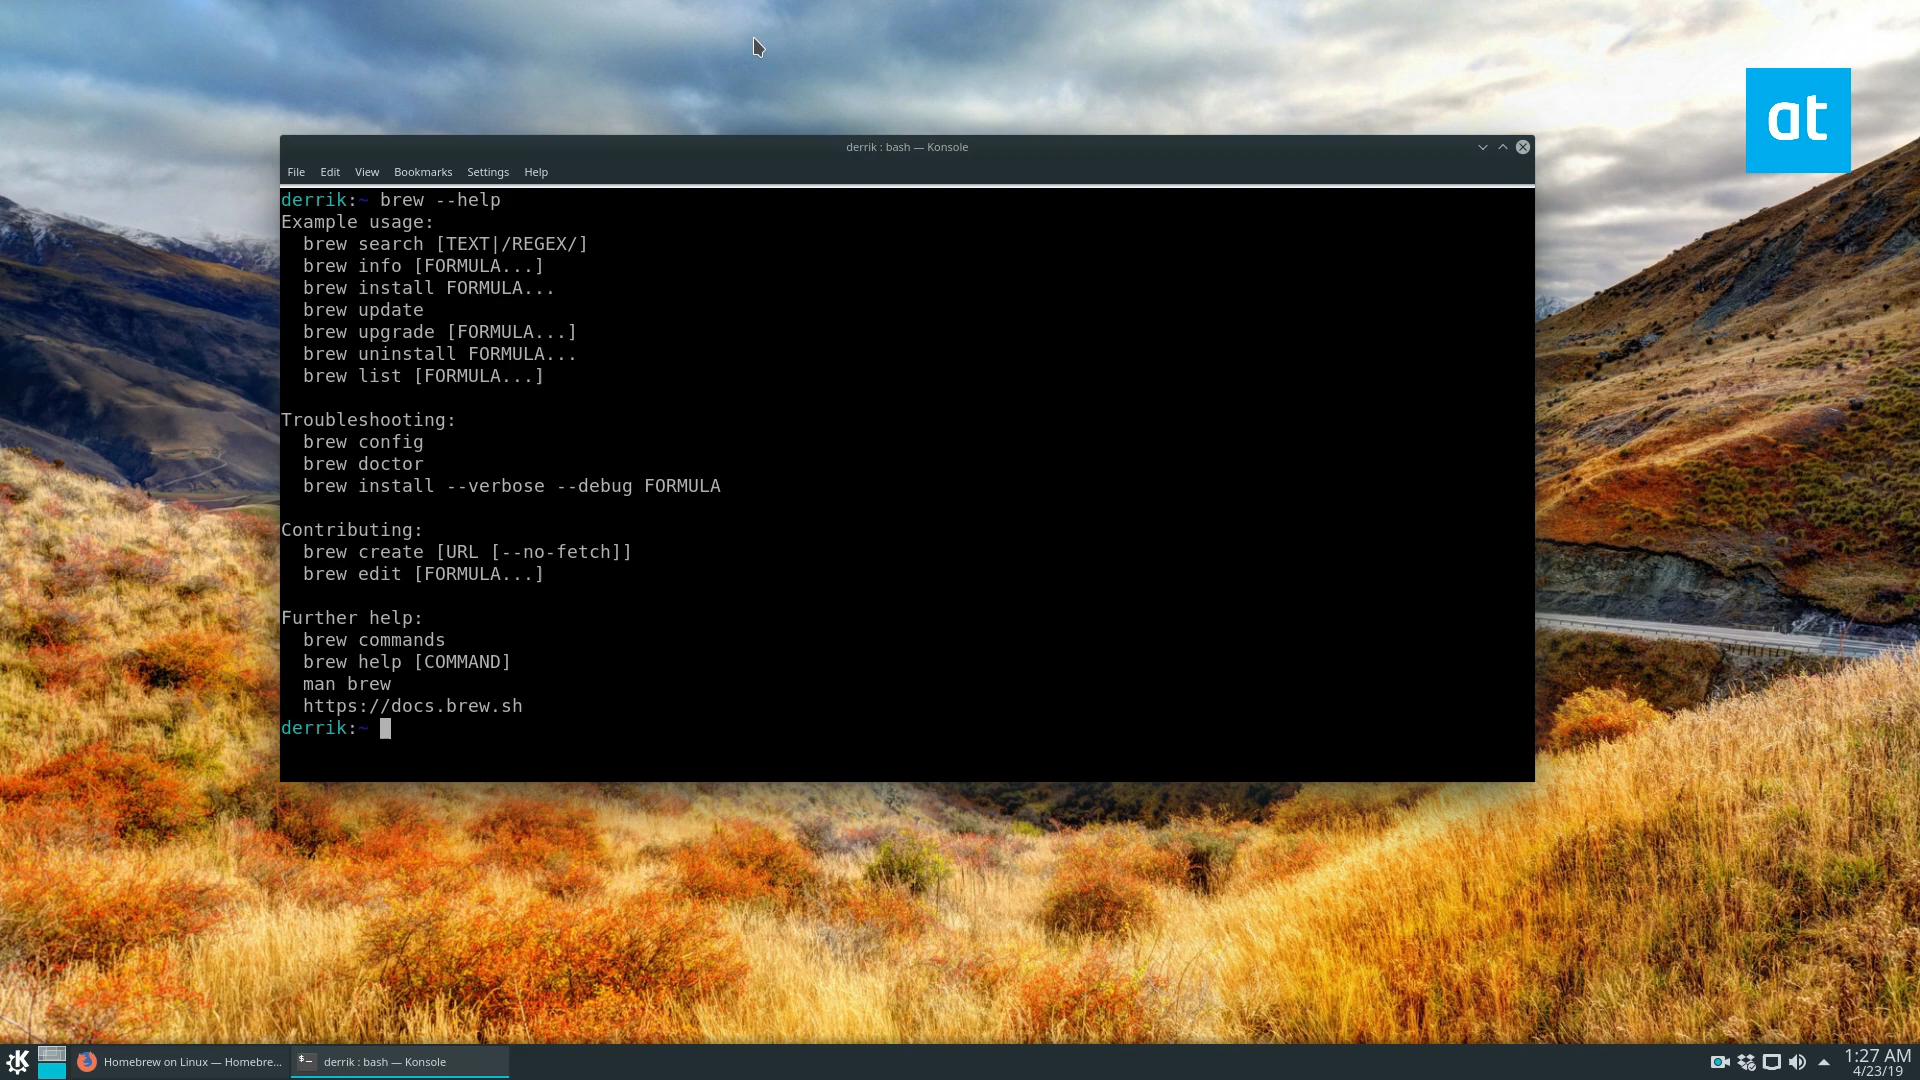 at
derrik : bash — Konsole
File Edit View Bookmarks Settings Help
derrik:~ brew --help
Example usage:
  brew search [TEXT|/REGEX/]
  brew info [FORMULA...]
  brew install FORMULA...
  brew update
  brew upgrade [FORMULA...]
  brew uninstall FORMULA...
  brew list [FORMULA...]

Troubleshooting:
  brew config
  brew doctor
  brew install --verbose --debug FORMULA

Contributing:
  brew create [URL [--no-fetch]]
  brew edit [FORMULA...]

Further help:
  brew commands
  brew help [COMMAND]
  man brew
  https://docs.brew.sh
derrik:~
Homebrew on Linux — Homebre... derrik : bash — Konsole 1:27 AM
4/23/19